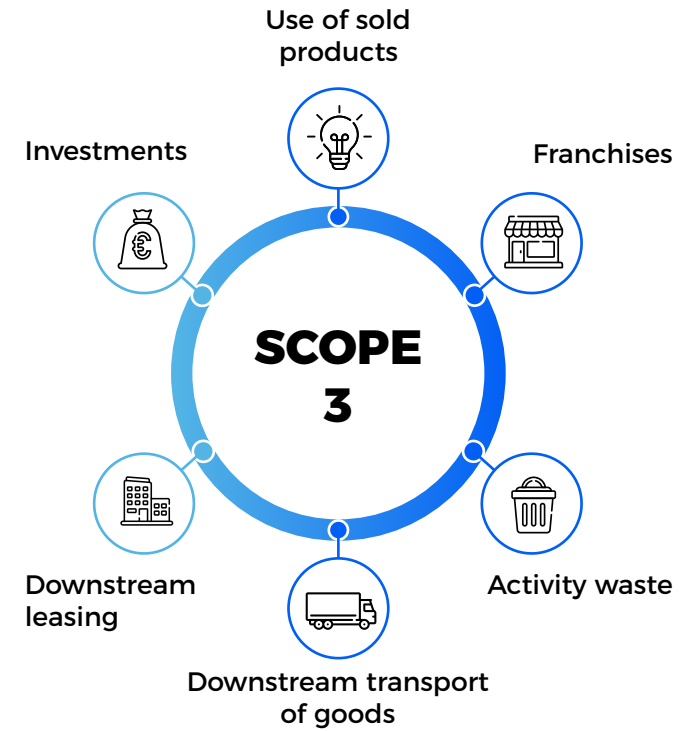 Use of sold
products
Investments
Franchises
€
SCOPE
3
Downstream
leasing
Activity waste
Downstream transport
of goods